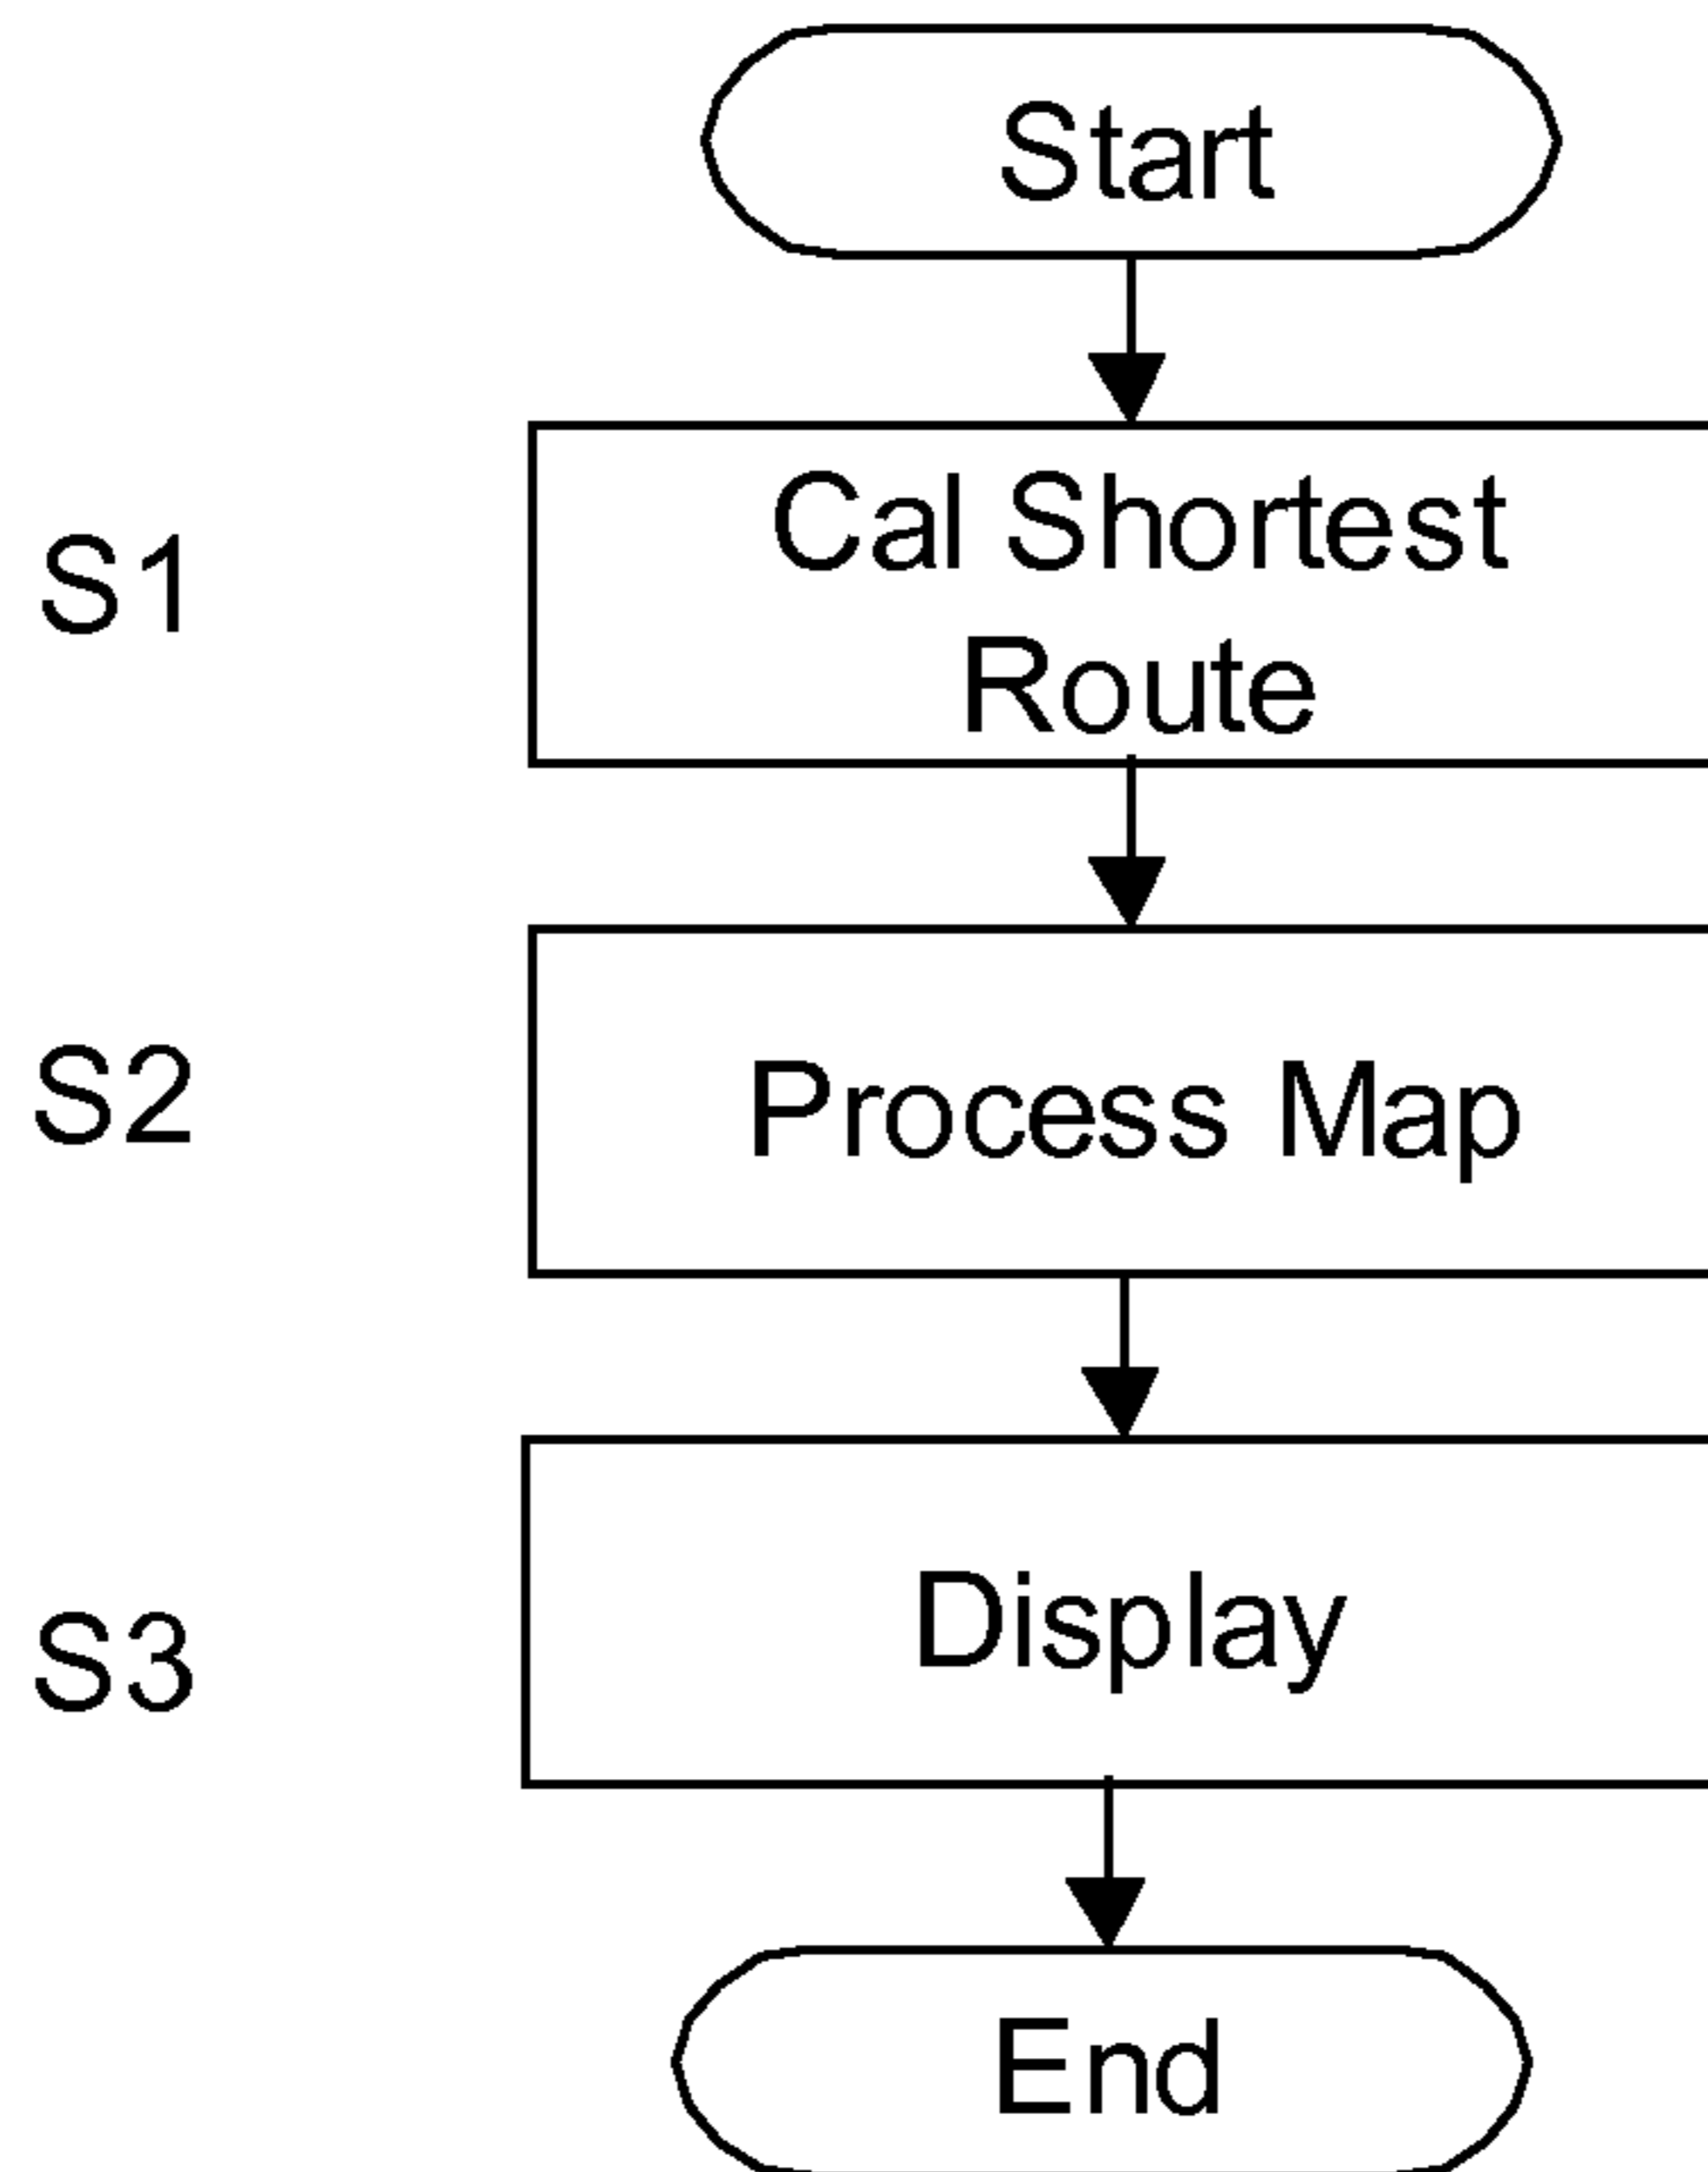 Start
S1
Cal Shortest
Route
S2
Process Map
S3
Display
End